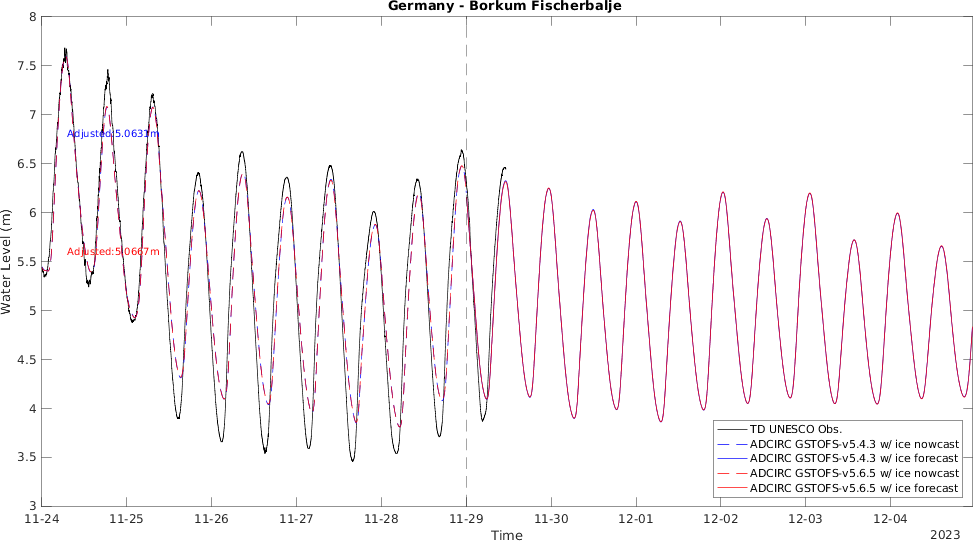 Germany - Borkum Fischerbalje
8
7.5
7
6.5
6
5.5
5
4.5
4
3.5
3
Water Level (m)
Adjusted:5.0631m
Adjusted:5.0667m
TD UNESCO Obs.
ADCIRC GSTOFS-v5.4.3 w/ ice nowcast
ADCIRC GSTOFS-v5.4.3 w/ ice forecast
ADCIRC GSTOFS-v5.6.5 w/ ice nowcast
ADCIRC GSTOFS-v5.6.5 w/ ice forecast
11-24 11-25 11-26 11-27 11-28 11-29 11-30 12-01 12-02 12-03 12-04
Time
2023